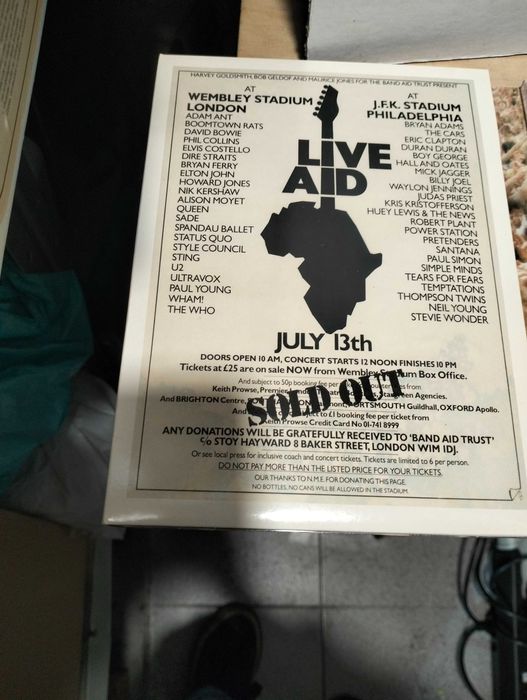 HARVEY GOLDSMITH, BOB GELDOF AND MAURICE JONES FOR THE BAND AID TRUST PRESENT
AT
WEMBLEY STADIUM
LONDON
ADAM ANT
BOOMTOWN RATS
DAVID BOWIE
PHIL COLLINS
ELVIS COSTELLO
DIRE STRAITS
BRYAN FERRY
ELTON JOHN
HOWARD JONES
NIK KERSHAW
ALISON MOYET
QUEEN
SADE
SPANDAU BALLET
STATUS QUO
STYLE COUNCIL
STING
U2
ULTRAVOX
PAUL YOUNG
WHAM!
THE WHO
LIVE
AID
AT
J.F.K. STADIUM
PHILADELPHIA
BRYAN ADAMS
THE CARS
ERIC CLAPTON
DURAN DURAN
BOY GEORGE
HALL AND OATES
MICK JAGGER
BILLY JOEL
WAYLON JENNINGS
JUDAS PRIEST
KRIS KRISTOFFERSON
HUEY LEWIS & THE NEWS
ROBERT PLANT
POWER STATION
PRETENDERS
SANTANA
PAUL SIMON
SIMPLE MINDS
TEARS FOR FEARS
TEMPTATIONS
THOMPSON TWINS
NEIL YOUNG
STEVIE WONDER
JULY 13th
DOORS OPEN 10 AM, CONCERT STARTS 12 NOON FINISHES 10 PM
Tickets at £25 are on sale NOW from Wembley Stadium Box Office.
And subject to 50p booking fee per from
Keith Prowse, Premier, Agencies.
And BRIGHTON Centre, PORTSMOUTH Guildhall, OXFORD Apollo.
And subject to £1 booking fee per ticket from
Keith Prowse Credit Card No 01-741 8999
SOLD OUT
ANY DONATIONS WILL BE GRATEFULLY RECEIVED TO 'BAND AID TRUST'
c/o STOY HAYWARD 8 BAKER STREET, LONDON W1M 1DJ.
Or see local press for inclusive coach and concert tickets. Tickets are limited to 6 per person.
DO NOT PAY MORE THAN THE LISTED PRICE FOR YOUR TICKETS.
OUR THANKS TO N.M.E. FOR DONATING THIS PAGE.
NO BOTTLES, NO CANS WILL BE ALLOWED IN THE STADIUM.